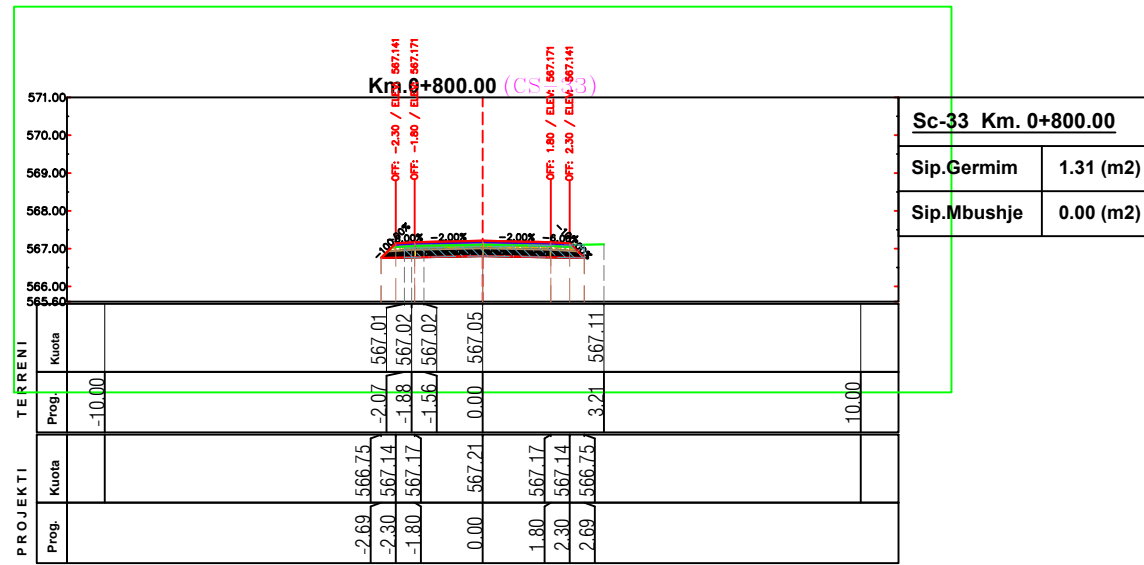 OFF: -2.30 / ELEV: 567.141
OFF: -1.80 / ELEV: 567.171
OFF: 1.80 / ELEV: 567.171
OFF: 2.30 / ELEV: 567.141
Km.0+800.00 (CS-33)
571.00
570.00
569.00
568.00
567.00
566.00
565.60
-2.00% -2.00% -6.00%
Sc-33 Km. 0+800.00
Sip.Germim 1.31 (m2)
Sip.Mbushje 0.00 (m2)
TERRENI
Kuota 567.01 567.02 567.02 567.05 567.11
Prog. -10.00 -2.07 -1.88 -1.56 0.00 3.21 10.00
PROJEKTI
Kuota 566.75 567.14 567.17 567.21 567.17 567.14 566.75
Prog. -2.69 -2.30 -1.80 0.00 1.80 2.30 2.69